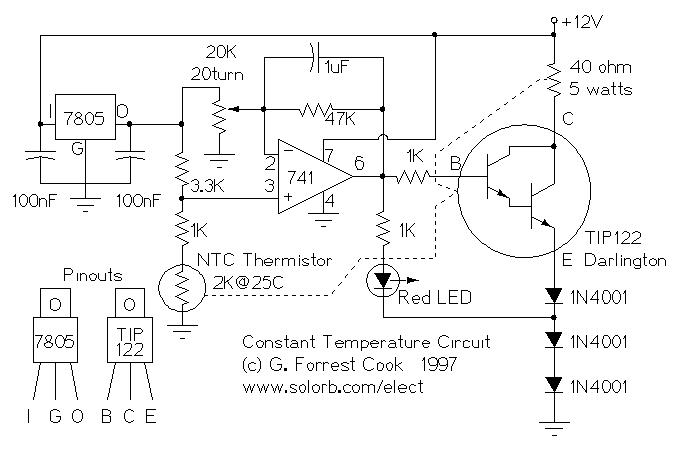 +12V
20K
20turn
1uF
40 ohm
5 watts
I
7805
O
47K
C
G
7
2
6
1K
B
741
3
3.3K
4
100nF
100nF
1K
1K
TIP122
E Darlington
NTC Thermistor
2K@25C
Red LED
1N4001
Pinouts
O
O
7805
TIP
122
Constant Temperature Circuit
(c) G. Forrest Cook 1997
www.solorb.com/elect
1N4001
1N4001
I G O
B C E